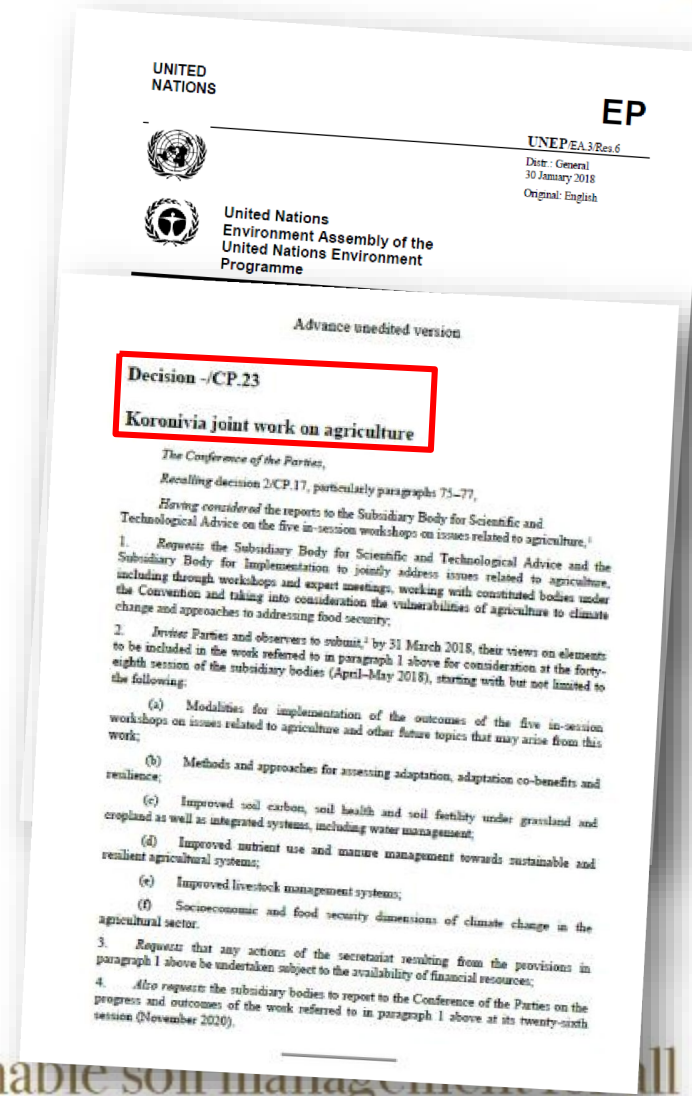 UNITED
NATIONS
EP
UNEP/EA.3/Res.6
Distr.: General
30 January 2018
Original: English
United Nations
Environment Assembly of the
United Nations Environment
Programme
Advance unedited version
Decision -/CP.23
Koronivia joint work on agriculture
The Conference of the Parties,
Recalling decision 2/CP.17, particularly paragraphs 75–77,
Having considered the reports to the Subsidiary Body for Scientific and
Technological Advice on the five in-session workshops on issues related to agriculture,¹
1. Requests the Subsidiary Body for Scientific and Technological Advice and the
Subsidiary Body for Implementation to jointly address issues related to agriculture,
including through workshops and expert meetings, working with constituted bodies under
the Convention and taking into consideration the vulnerabilities of agriculture to climate
change and approaches to addressing food security;
2. Invites Parties and observers to submit,² by 31 March 2018, their views on elements
to be included in the work referred to in paragraph 1 above for consideration at the forty-
eighth session of the subsidiary bodies (April–May 2018), starting with but not limited to
the following:
(a) Modalities for implementation of the outcomes of the five in-session
workshops on issues related to agriculture and other future topics that may arise from this
work;
(b) Methods and approaches for assessing adaptation, adaptation co-benefits and
resilience;
(c) Improved soil carbon, soil health and soil fertility under grassland and
cropland as well as integrated systems, including water management;
(d) Improved nutrient use and manure management towards sustainable and
resilient agricultural systems;
(e) Improved livestock management systems;
(f) Socioeconomic and food security dimensions of climate change in the
agricultural sector.
3. Requests that any actions of the secretariat resulting from the provisions in
paragraph 1 above be undertaken subject to the availability of financial resources;
4. Also requests the subsidiary bodies to report to the Conference of the Parties on the
progress and outcomes of the work referred to in paragraph 1 above at its twenty-sixth
session (November 2020).
nable soil management for all